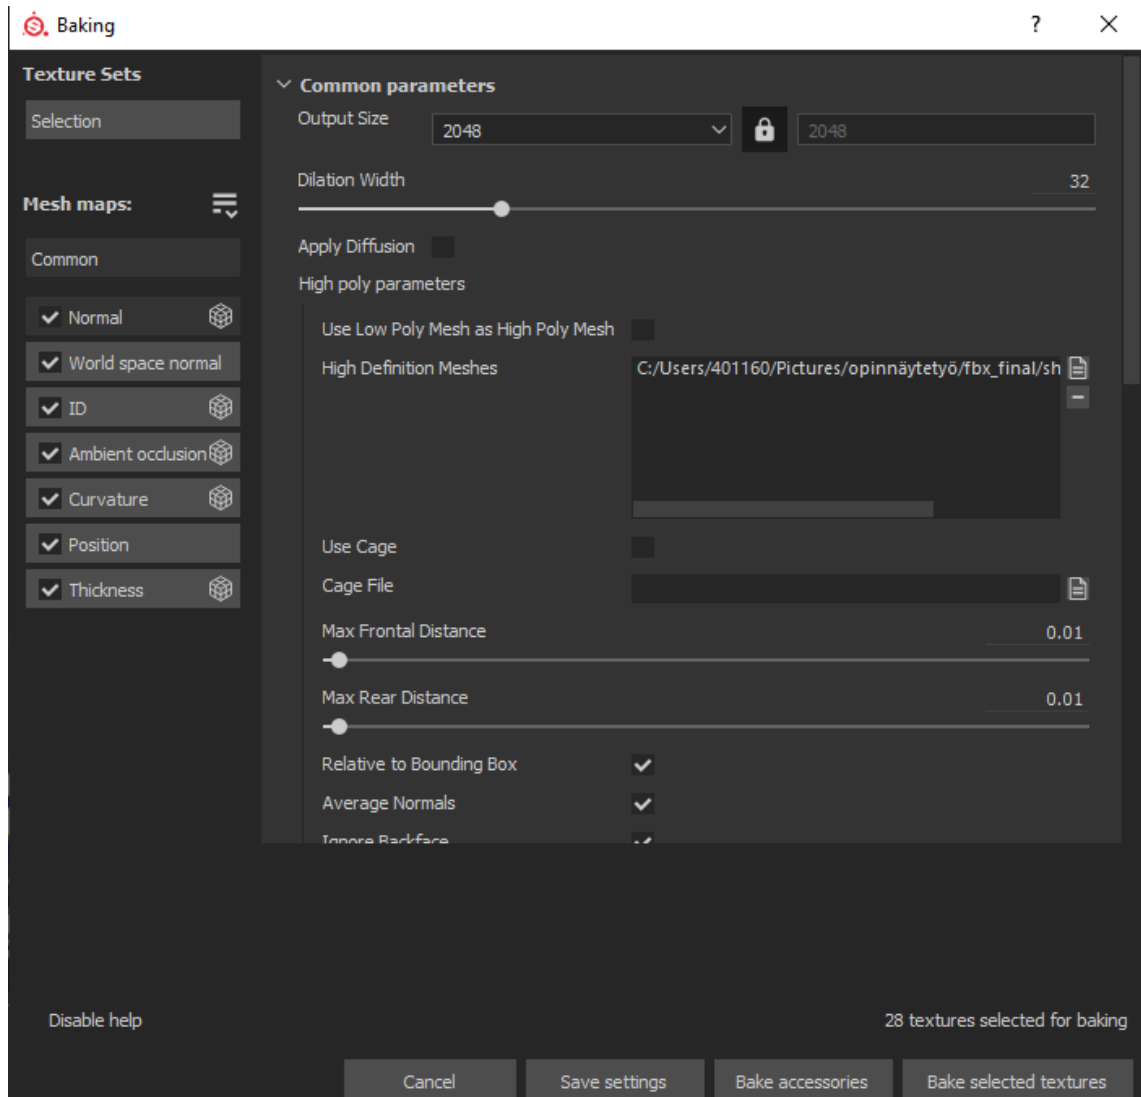 Baking
?
Texture Sets
Selection
Mesh maps:
Common
Normal
World space normal
ID
Ambient occlusion
Curvature
Position
Thickness
Common parameters
Output Size 2048 2048
Dilation Width 32
Apply Diffusion
High poly parameters
Use Low Poly Mesh as High Poly Mesh
High Definition Meshes C:/Users/401160/Pictures/opinnäytetyö/fbx_final/sh
Use Cage
Cage File
Max Frontal Distance 0.01
Max Rear Distance 0.01
Relative to Bounding Box
Average Normals
Ignore Backface
Disable help
28 textures selected for baking
Cancel
Save settings
Bake accessories
Bake selected textures